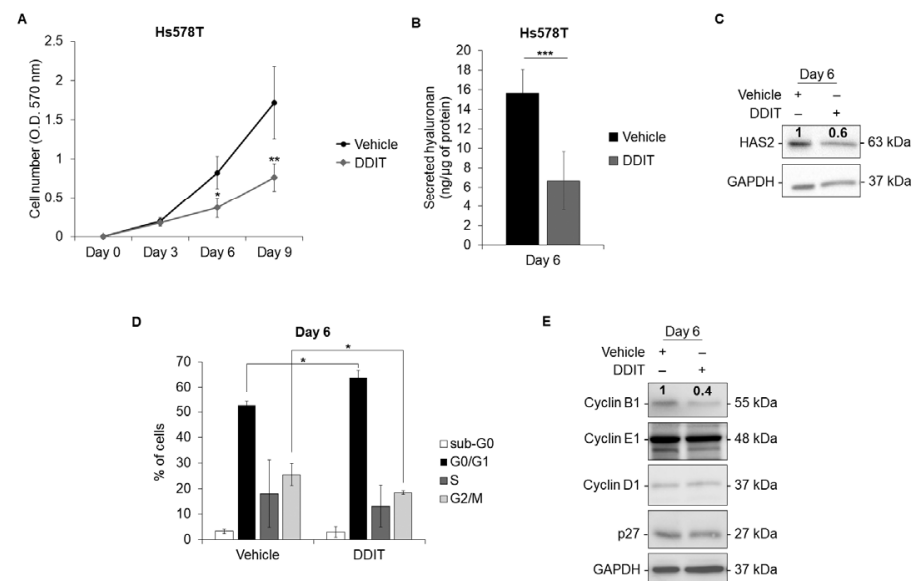 A
Hs578T
Cell number (O.D. 570 nm)
2.5
2
1.5
1
0.5
0
Day 0 Day 3 Day 6 Day 9
* **
Vehicle
DDIT
B
Hs578T
***
Secreted hyaluronan
(ng/µg of protein)
20
18
16
14
12
10
8
6
4
2
0
Day 6
Vehicle
DDIT
C
Day 6
Vehicle + –
DDIT – +
1 0.6
HAS2 63 kDa
GAPDH 37 kDa
D
Day 6
*
*
% of cells
70
60
50
40
30
20
10
0
Vehicle DDIT
sub-G0
G0/G1
S
G2/M
E
Day 6
Vehicle + –
DDIT – +
1 0.4
Cyclin B1 55 kDa
Cyclin E1 48 kDa
Cyclin D1 37 kDa
p27 27 kDa
GAPDH 37 kDa